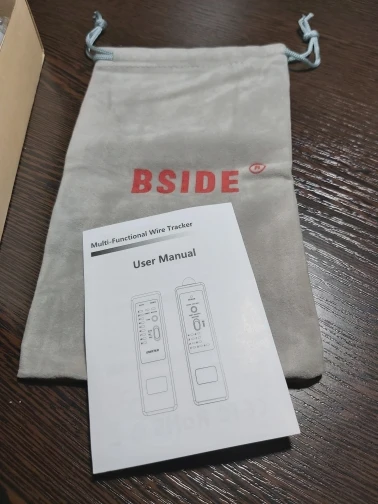 BSIDE ®
Multi-Functional Wire Tracker
User Manual